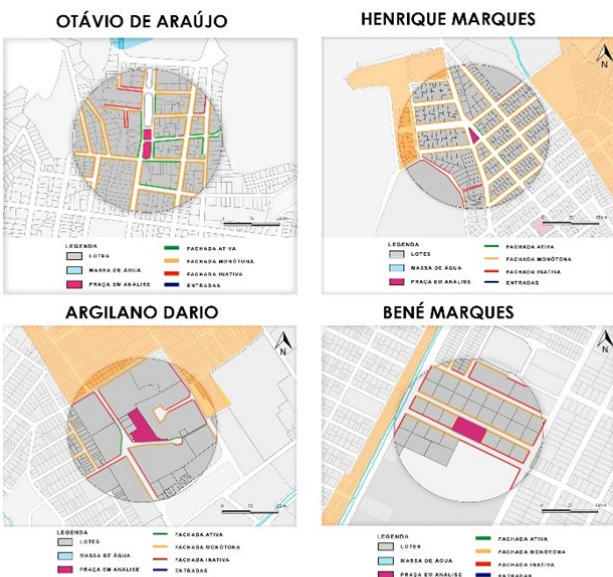 OTÁVIO DE ARAÚJO
HENRIQUE MARQUES
N
LEGENDA
LOTES
MASSA DE ÁGUA
PRAÇA EM ANÁLISE
FACHADA ATIVA
FACHADA MONÓTONA
FACHADA INATIVA
ENTRADAS
LEGENDA
LOTES
MASSA DE ÁGUA
PRAÇA EM ANÁLISE
FACHADA ATIVA
FACHADA MONÓTONA
FACHADA INATIVA
ENTRADAS
ARGILANO DARIO
BENÉ MARQUES
N
N
LEGENDA
LOTES
MASSA DE ÁGUA
PRAÇA EM ANÁLISE
FACHADA ATIVA
FACHADA MONÓTONA
FACHADA INATIVA
ENTRADAS
LEGENDA
LOTES
MASSA DE ÁGUA
PRAÇA EM ANÁLISE
FACHADA ATIVA
FACHADA MONÓTONA
FACHADA INATIVA
ENTRADAS